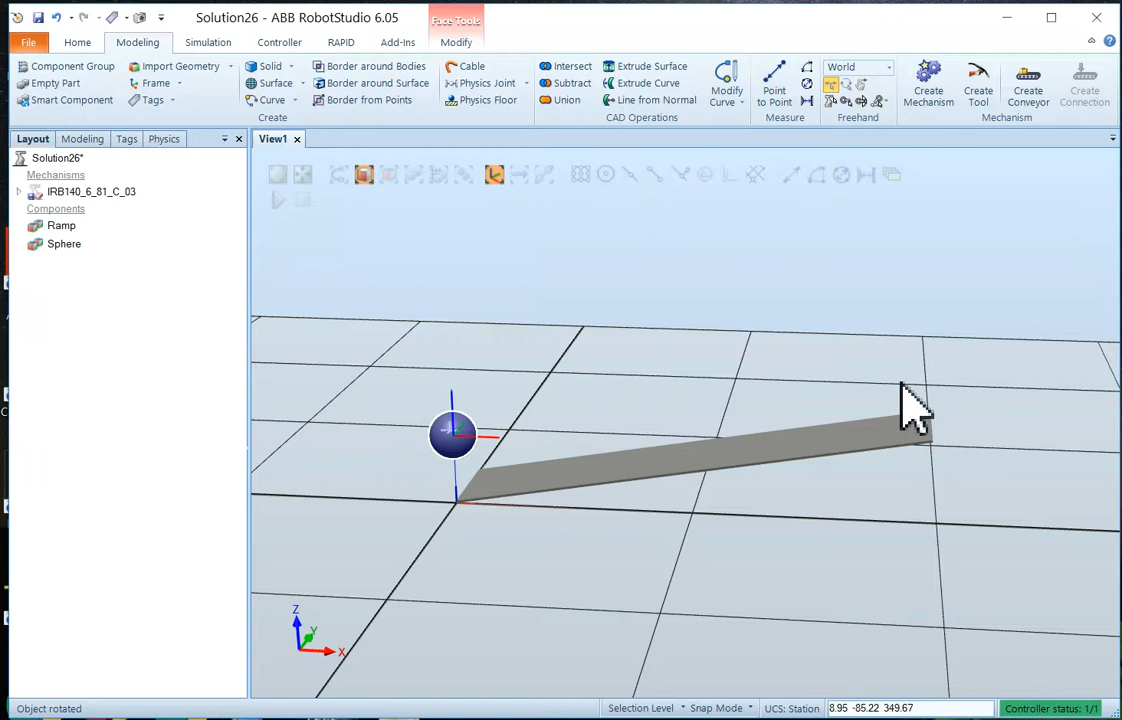 Solution26 - ABB RobotStudio 6.05
Face Tools
File Home Modeling Simulation Controller RAPID Add-Ins Modify
Component Group Import Geometry Solid Border around Bodies Cable Intersect Extrude Surface World
Empty Part Frame Surface Border around Surface Physics Joint Subtract Extrude Curve
Smart Component Tags Curve Border from Points Physics Floor Union Line from Normal
Modify Curve Point to Point Create Mechanism Create Tool Create Conveyor Create Connection
Create CAD Operations Measure Freehand Mechanism
Layout Modeling Tags Physics View1
Solution26*
Mechanisms
IRB140_6_81_C_03
Components
Ramp
Sphere
Z
Y
X
Object rotated Selection Level Snap Mode UCS: Station 8.95 -85.22 349.67 Controller status: 1/1